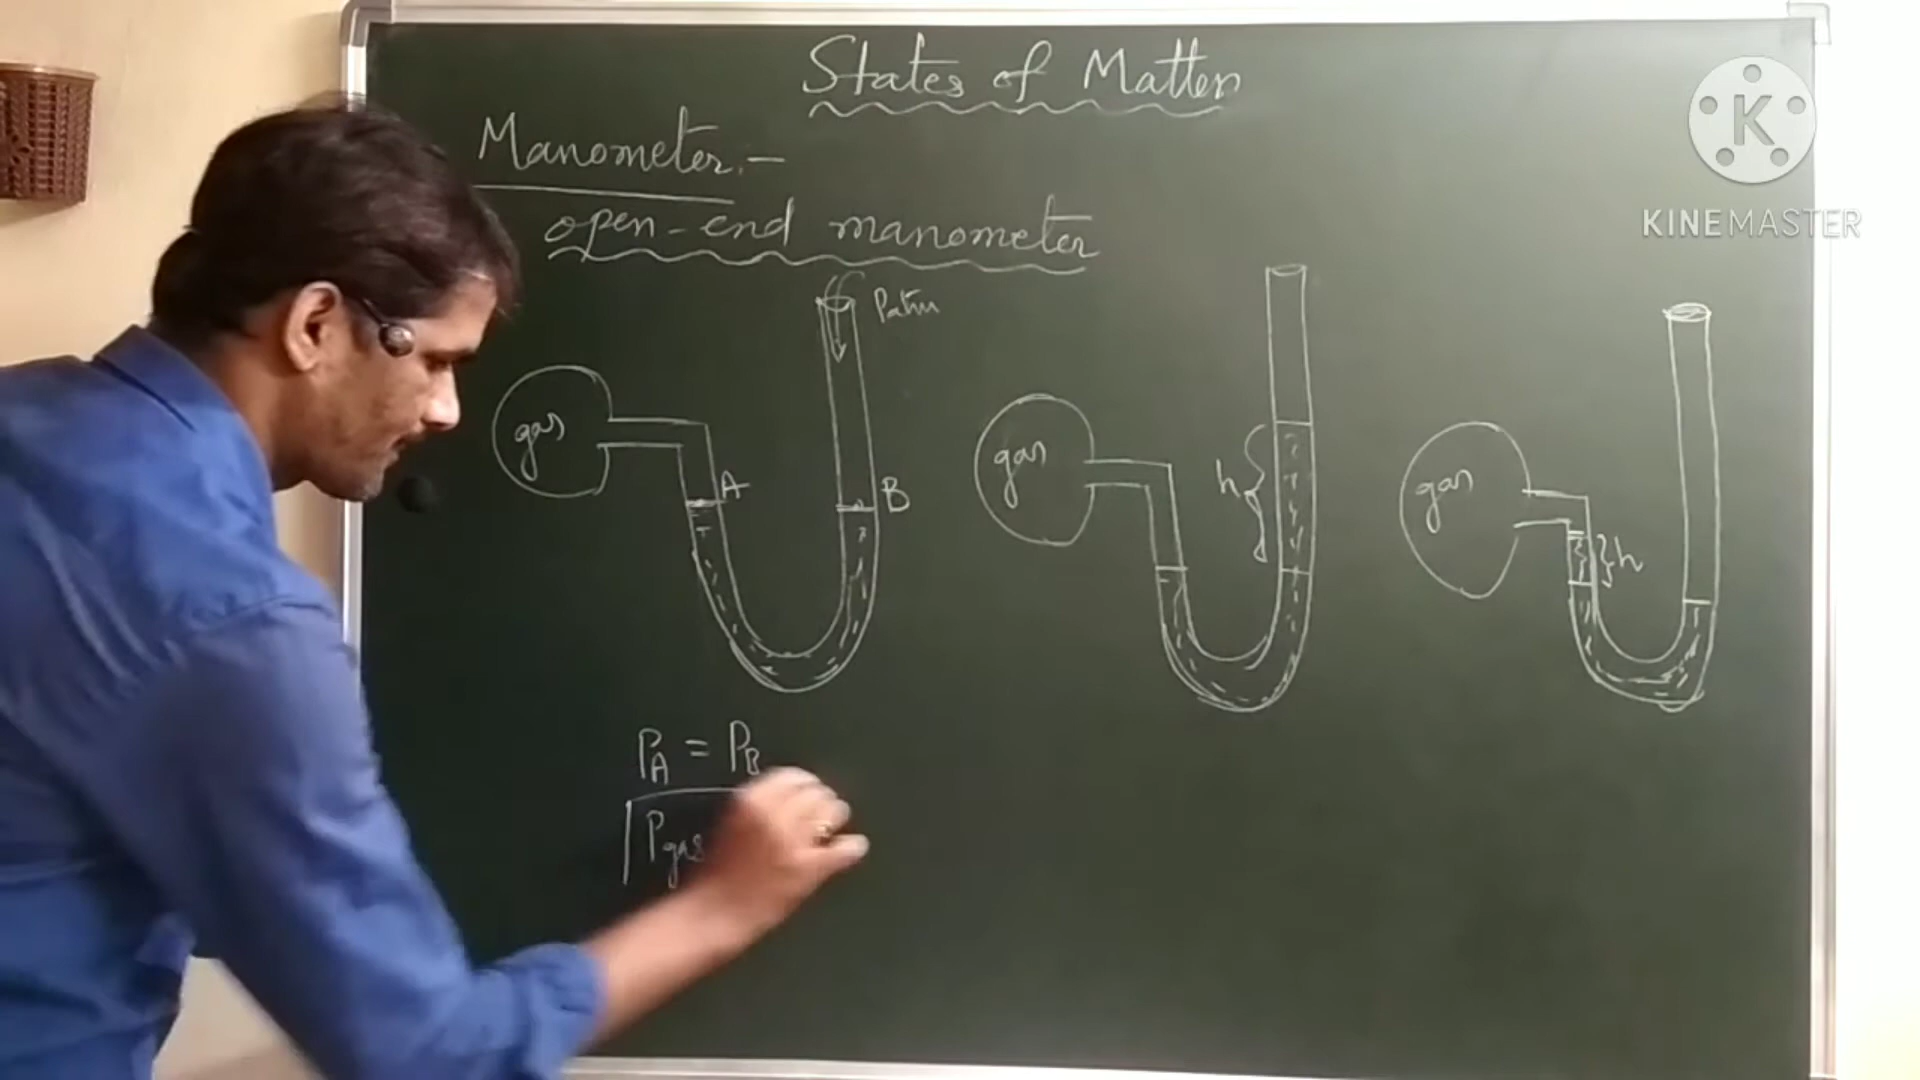 States of Matter
Manometer:-
open-end manometer
Patm
gas
A
B
gas
h
gas
h
PA = PB
Pgas
K
KINEMASTER